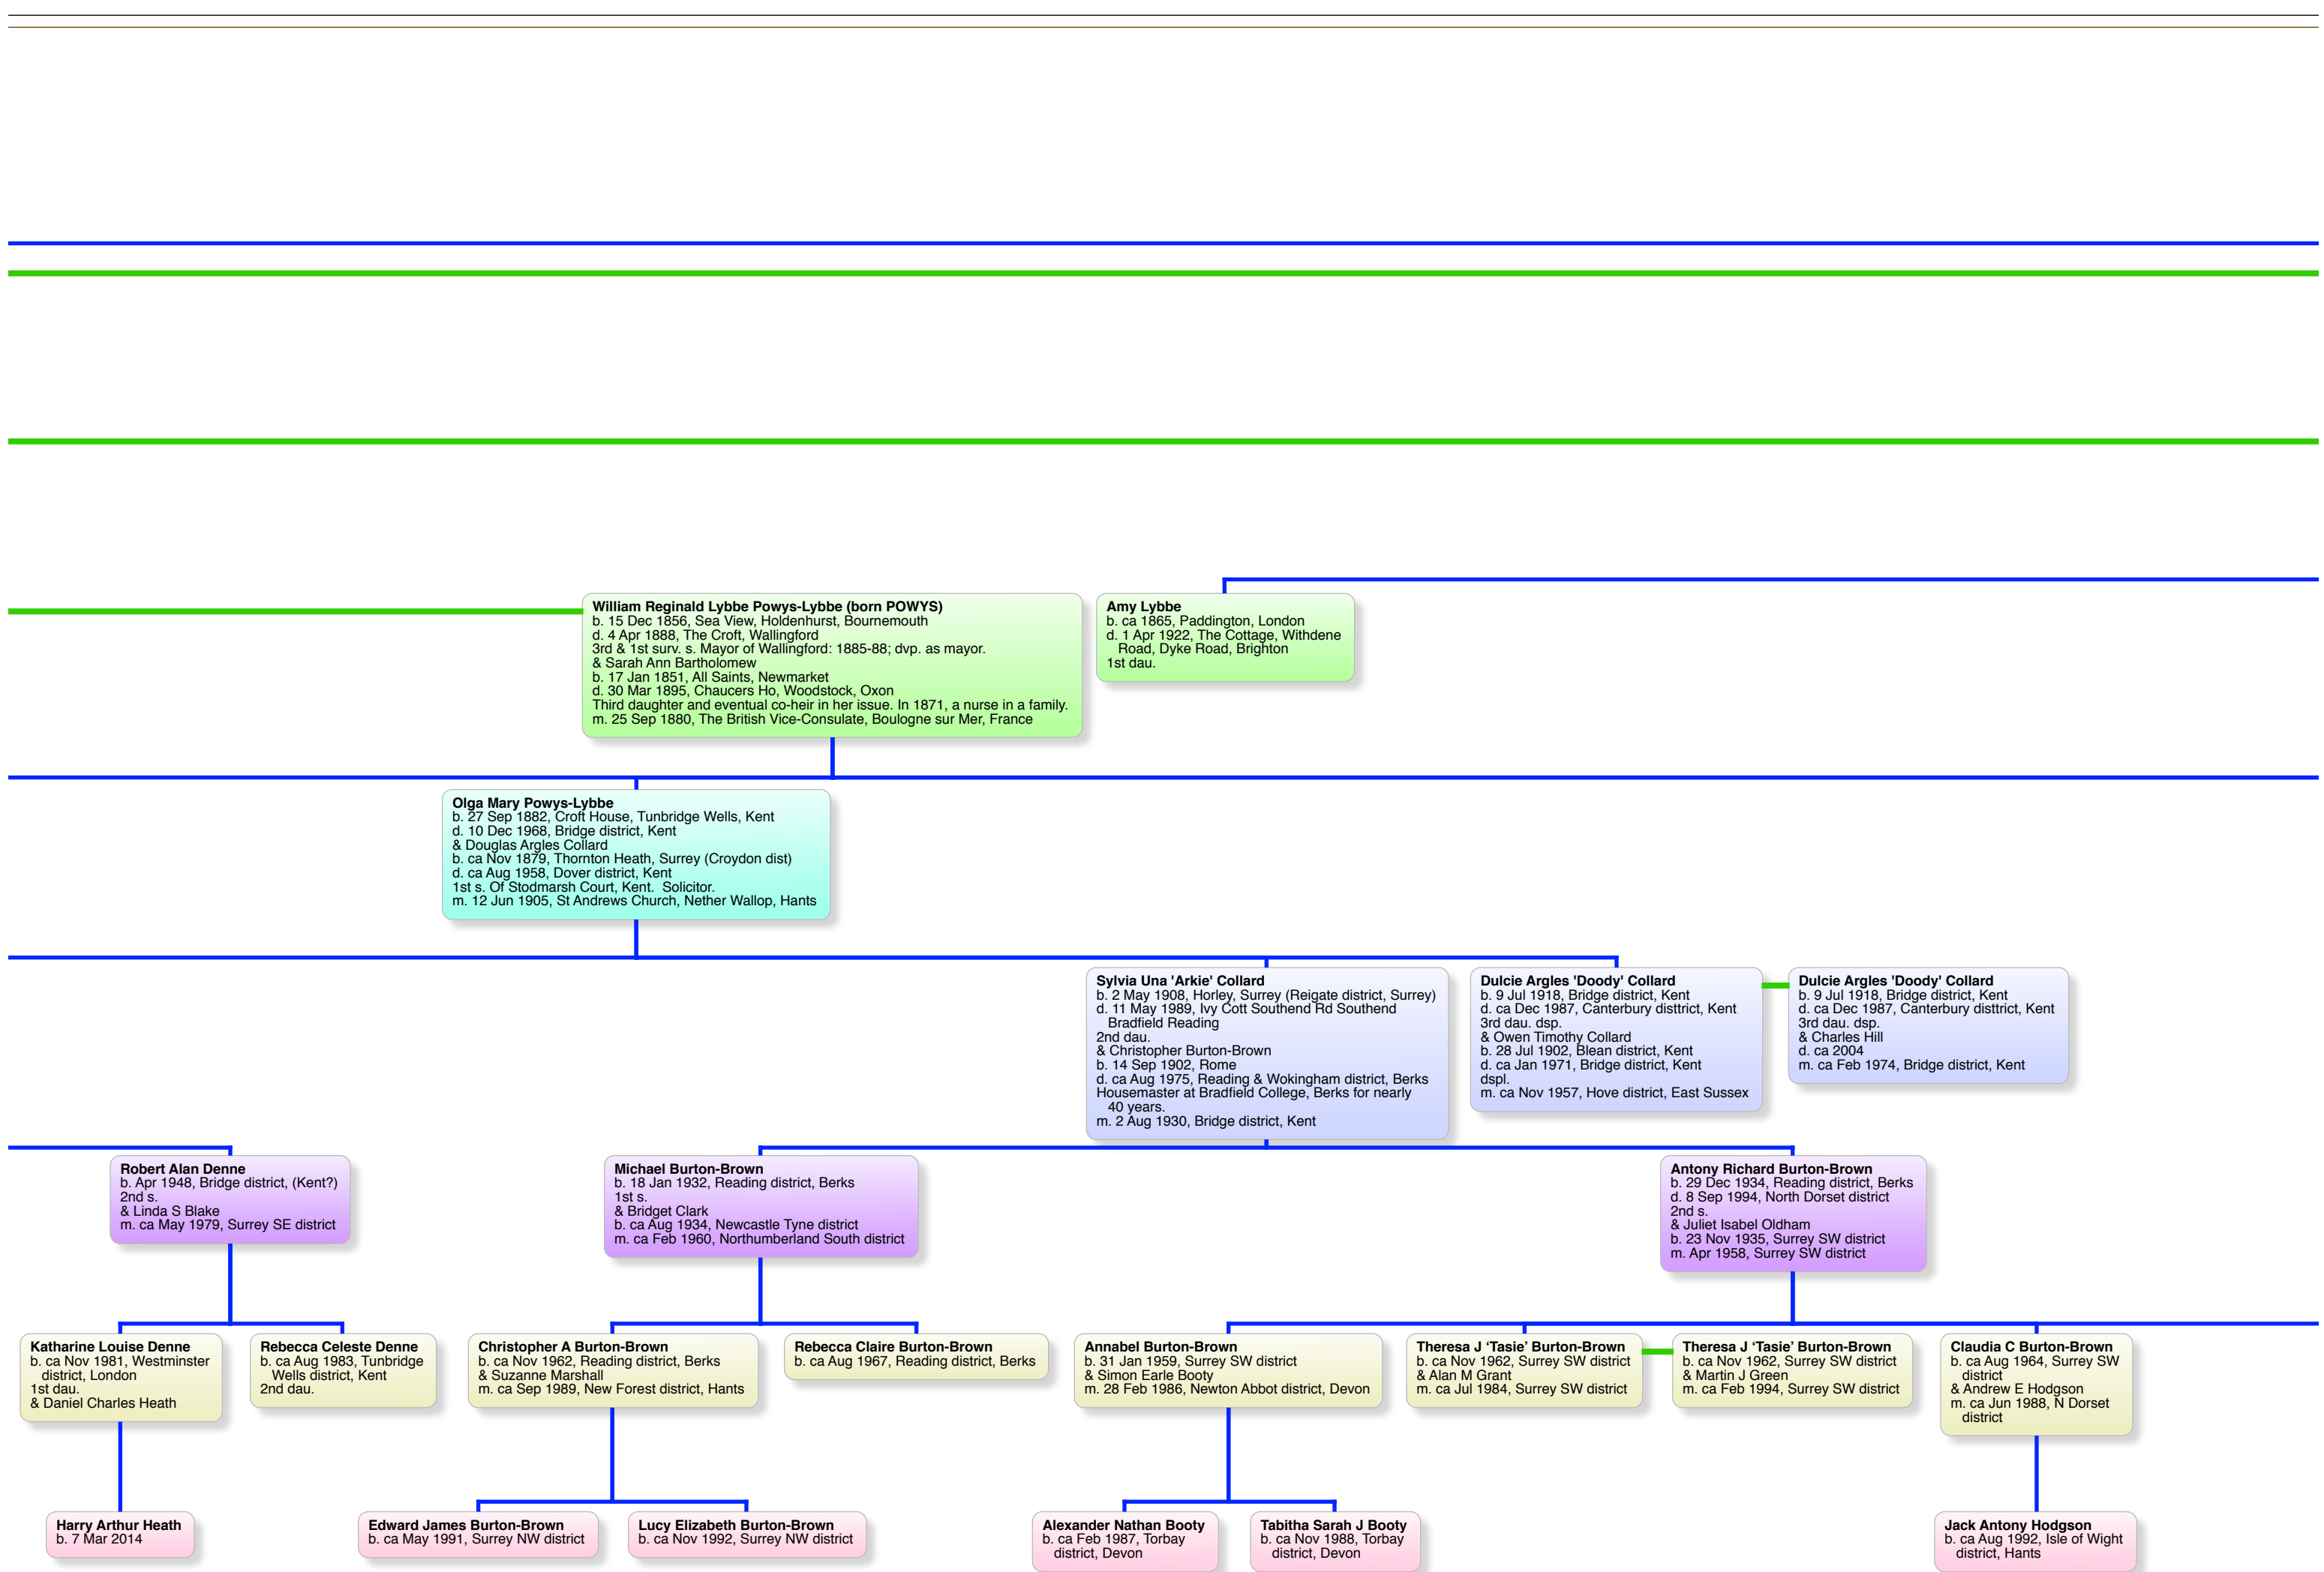 William Reginald Lybbe Powys-Lybbe (born POWYS)
b. 15 Dec 1856, Sea View, Holdenhurst, Bournemouth
d. 4 Apr 1888, The Croft, Wallingford
3rd & 1st surv. s. Mayor of Wallingford: 1885-88; dvp. as mayor.
& Sarah Ann Bartholomew
b. 17 Jan 1851, All Saints, Newmarket
d. 30 Mar 1895, Chaucers Ho, Woodstock, Oxon
Third daughter and eventual co-heir in her issue. In 1871, a nurse in a family.
m. 25 Sep 1880, The British Vice-Consulate, Boulogne sur Mer, France
Amy Lybbe
b. ca 1865, Paddington, London
d. 1 Apr 1922, The Cottage, Withdene
Road, Dyke Road, Brighton
1st dau.
Olga Mary Powys-Lybbe
b. 27 Sep 1882, Croft House, Tunbridge Wells, Kent
d. 10 Dec 1968, Bridge district, Kent
& Douglas Argles Collard
b. ca Nov 1879, Thornton Heath, Surrey (Croydon dist)
d. ca Aug 1958, Dover district, Kent
1st s. Of Stodmarsh Court, Kent.  Solicitor.
m. 12 Jun 1905, St Andrews Church, Nether Wallop, Hants
Sylvia Una 'Arkie' Collard
b. 2 May 1908, Horley, Surrey (Reigate district, Surrey)
d. 11 May 1989, Ivy Cott Southend Rd Southend
Bradfield Reading
2nd dau.
& Christopher Burton-Brown
b. 14 Sep 1902, Rome
d. ca Aug 1975, Reading & Wokingham district, Berks
Housemaster at Bradfield College, Berks for nearly
40 years.
m. 2 Aug 1930, Bridge district, Kent
Dulcie Argles 'Doody' Collard
b. 9 Jul 1918, Bridge district, Kent
d. ca Dec 1987, Canterbury disttrict, Kent
3rd dau. dsp.
& Owen Timothy Collard
b. 28 Jul 1902, Blean district, Kent
d. ca Jan 1971, Bridge district, Kent
dspl.
m. ca Nov 1957, Hove district, East Sussex
Dulcie Argles 'Doody' Collard
b. 9 Jul 1918, Bridge district, Kent
d. ca Dec 1987, Canterbury disttrict, Kent
3rd dau. dsp.
& Charles Hill
d. ca 2004
m. ca Feb 1974, Bridge district, Kent
Robert Alan Denne
b. Apr 1948, Bridge district, (Kent?)
2nd s.
& Linda S Blake
m. ca May 1979, Surrey SE district
Michael Burton-Brown
b. 18 Jan 1932, Reading district, Berks
1st s.
& Bridget Clark
b. ca Aug 1934, Newcastle Tyne district
m. ca Feb 1960, Northumberland South district
Antony Richard Burton-Brown
b. 29 Dec 1934, Reading district, Berks
d. 8 Sep 1994, North Dorset district
2nd s.
& Juliet Isabel Oldham
b. 23 Nov 1935, Surrey SW district
m. Apr 1958, Surrey SW district
Katharine Louise Denne
b. ca Nov 1981, Westminster
district, London
1st dau.
& Daniel Charles Heath
Rebecca Celeste Denne
b. ca Aug 1983, Tunbridge
Wells district, Kent
2nd dau.
Christopher A Burton-Brown
b. ca Nov 1962, Reading district, Berks
& Suzanne Marshall
m. ca Sep 1989, New Forest district, Hants
Rebecca Claire Burton-Brown
b. ca Aug 1967, Reading district, Berks
Annabel Burton-Brown
b. 31 Jan 1959, Surrey SW district
& Simon Earle Booty
m. 28 Feb 1986, Newton Abbot district, Devon
Theresa J ‘Tasie’ Burton-Brown
b. ca Nov 1962, Surrey SW district
& Alan M Grant
m. ca Jul 1984, Surrey SW district
Theresa J ‘Tasie’ Burton-Brown
b. ca Nov 1962, Surrey SW district
& Martin J Green
m. ca Feb 1994, Surrey SW district
Claudia C Burton-Brown
b. ca Aug 1964, Surrey SW
district
& Andrew E Hodgson
m. ca Jun 1988, N Dorset
district
Harry Arthur Heath
b. 7 Mar 2014
Edward James Burton-Brown
b. ca May 1991, Surrey NW district
Lucy Elizabeth Burton-Brown
b. ca Nov 1992, Surrey NW district
Alexander Nathan Booty
b. ca Feb 1987, Torbay
district, Devon
Tabitha Sarah J Booty
b. ca Nov 1988, Torbay
district, Devon
Jack Antony Hodgson
b. ca Aug 1992, Isle of Wight
district, Hants